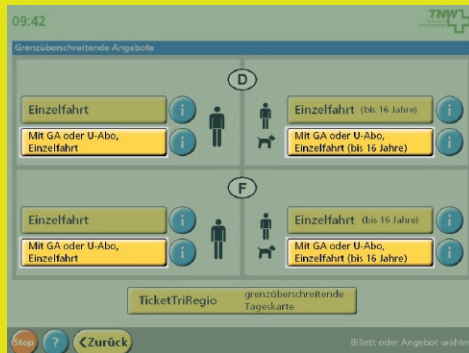 09:42
TNW
Grenzüberschreitende Angebote
D
Einzelfahrt
i
Einzelfahrt (bis 16 Jahre)
i
Mit GA oder U-Abo,
Einzelfahrt
i
Mit GA oder U-Abo,
Einzelfahrt (bis 16 Jahre)
i
F
Einzelfahrt
i
Einzelfahrt (bis 16 Jahre)
i
Mit GA oder U-Abo,
Einzelfahrt
i
Mit GA oder U-Abo,
Einzelfahrt (bis 16 Jahre)
i
TicketTriRegio grenzüberschreitende
Tageskarte
Stop ? <Zurück Billett oder Angebot wählen